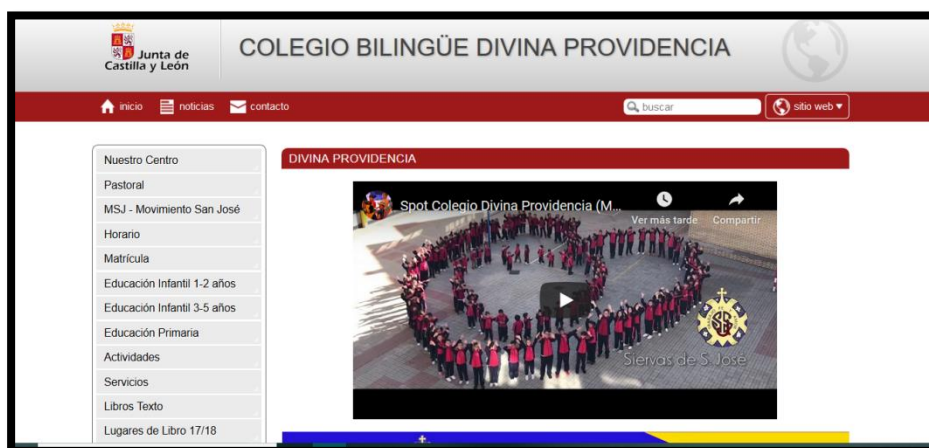 Junta de
Castilla y León
COLEGIO BILINGÜE DIVINA PROVIDENCIA
inicio noticias contacto
buscar
sitio web
Nuestro Centro
Pastoral
MSJ - Movimiento San José
Horario
Matrícula
Educación Infantil 1-2 años
Educación Infantil 3-5 años
Educación Primaria
Actividades
Servicios
Libros Texto
Lugares de Libro 17/18
DIVINA PROVIDENCIA
Spot Colegio Divina Providencia (M...
Ver más tarde
Compartir
Siervas de S. José